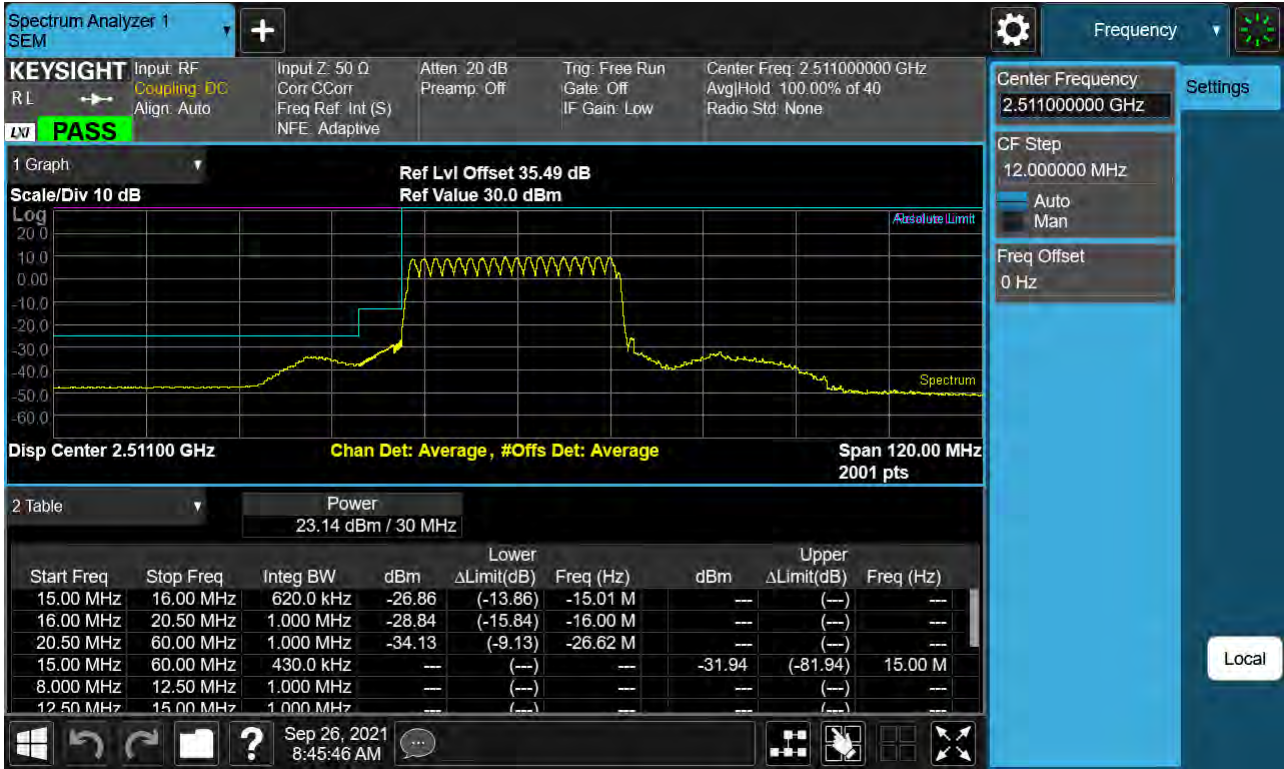 Spectrum Analyzer 1
SEM
Frequency
KEYSIGHT
Input: RF
Coupling: DC
Align: Auto
Input Z: 50 Ω
Corr CCorr
Freq Ref: Int (S)
NFE: Adaptive
Atten: 20 dB
Preamp: Off
Trig: Free Run
Gate: Off
IF Gain: Low
Center Freq: 2.511000000 GHz
Avg|Hold: 100.00% of 40
Radio Std: None
R L
LXI
PASS
Center Frequency
2.511000000 GHz
Settings
CF Step
12.000000 MHz
Auto
Man
Freq Offset
0 Hz
1 Graph
Scale/Div 10 dB
Ref Lvl Offset 35.49 dB
Ref Value 30.0 dBm
Log
Absolute Limit
20.0
10.0
0.00
-10.0
-20.0
-30.0
-40.0
-50.0
-60.0
Spectrum
Disp Center 2.51100 GHz
Chan Det: Average, #Offs Det: Average
Span 120.00 MHz
2001 pts
2 Table
Power
23.14 dBm / 30 MHz
Lower Upper
Start Freq Stop Freq Integ BW dBm ΔLimit(dB) Freq (Hz) dBm ΔLimit(dB) Freq (Hz)
15.00 MHz 16.00 MHz 620.0 kHz -26.86 (-13.86) -15.01 M --- (---) ---
16.00 MHz 20.50 MHz 1.000 MHz -28.84 (-15.84) -16.00 M --- (---) ---
20.50 MHz 60.00 MHz 1.000 MHz -34.13 (-9.13) -26.62 M --- (---) ---
15.00 MHz 60.00 MHz 430.0 kHz --- (---) --- -31.94 (-81.94) 15.00 M
8.000 MHz 12.50 MHz 1.000 MHz --- (---) --- --- (---) ---
12.50 MHz 15.00 MHz 1.000 MHz --- (---) --- --- (---) ---
Local
Sep 26, 2021
8:45:46 AM